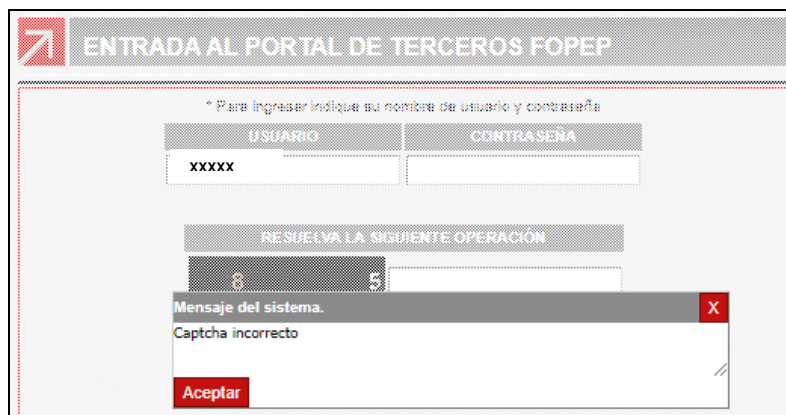 ENTRADA AL PORTAL DE TERCEROS FOPEP
* Para ingresar indique su nombre de usuario y contraseña
USUARIO CONTRASEÑA
xxxxx
RESUELVA LA SIGUIENTE OPERACIÓN
8 5
Mensaje del sistema. X
Captcha incorrecto
Aceptar